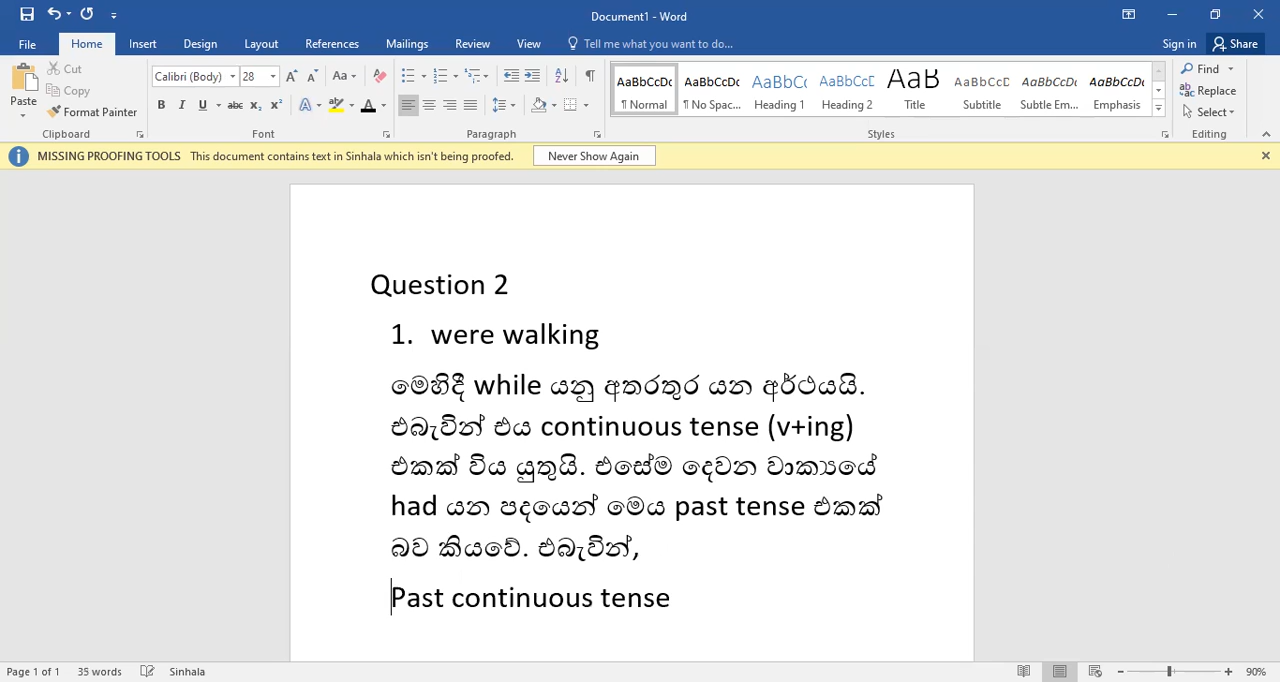 Document1 - Word
File Home Insert Design Layout References Mailings Review View Tell me what you want to do... Sign in Share
Paste Cut Copy Format Painter Clipboard
Calibri (Body) 28 Aa Font
Paragraph
AaBbCcDc AaBbCcDc AaBbCc AaBbCcD AaB AaBbCcD AaBbCcDc AaBbCcDc
¶ Normal ¶ No Spac... Heading 1 Heading 2 Title Subtitle Subtle Em... Emphasis
Styles
Find Replace Select Editing
MISSING PROOFING TOOLS This document contains text in Sinhala which isn't being proofed. Never Show Again
Question 2
1. were walking
මෙහිදී while යනු අතරතුර යන අර්ථයයි.
එබැවින් එය continuous tense (v+ing)
එකක් විය යුතුයි. එසේම දෙවන වාක්‍යයේ
had යන පදයෙන් මෙය past tense එකක්
බව කියවේ. එබැවින්,
Past continuous tense
Page 1 of 1 35 words Sinhala 90%